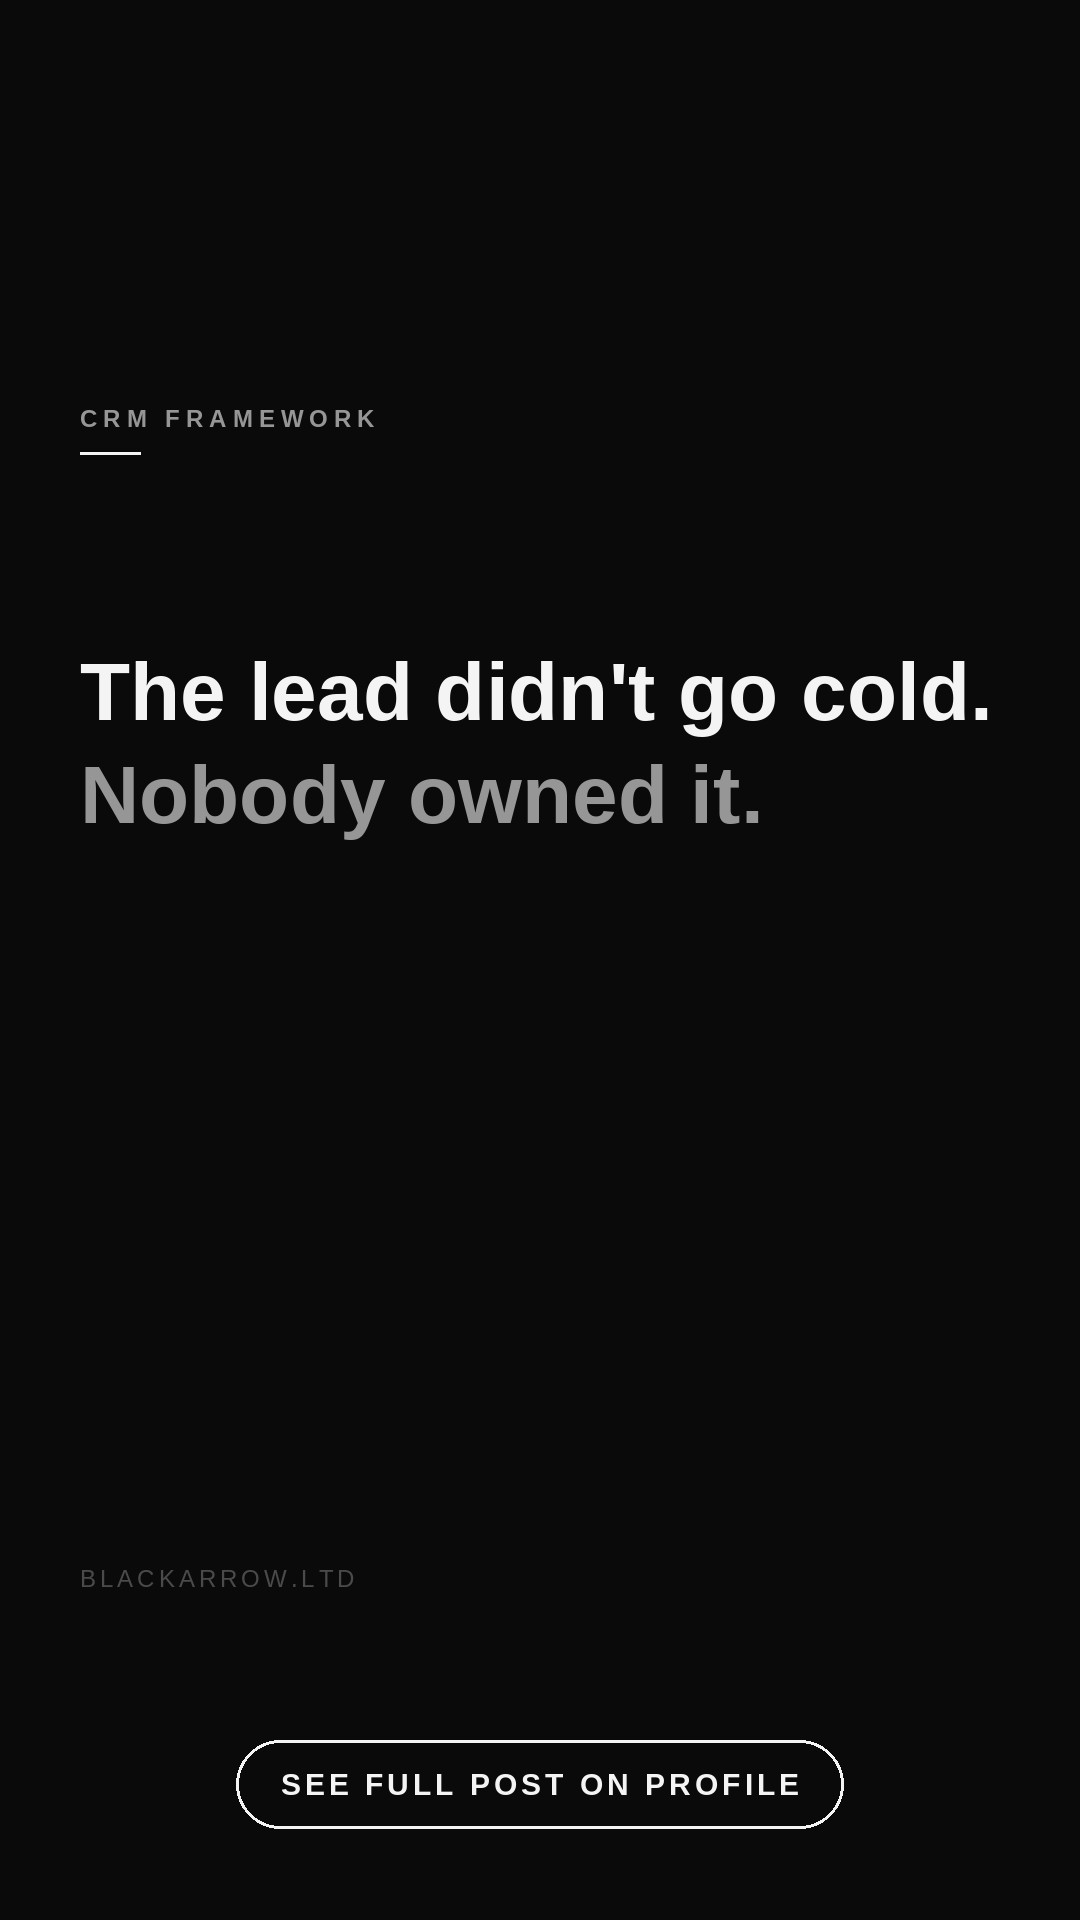 CRM FRAMEWORK
The lead didn't go cold.
Nobody owned it.
BLACKARROW.LTD
SEE FULL POST ON PROFILE